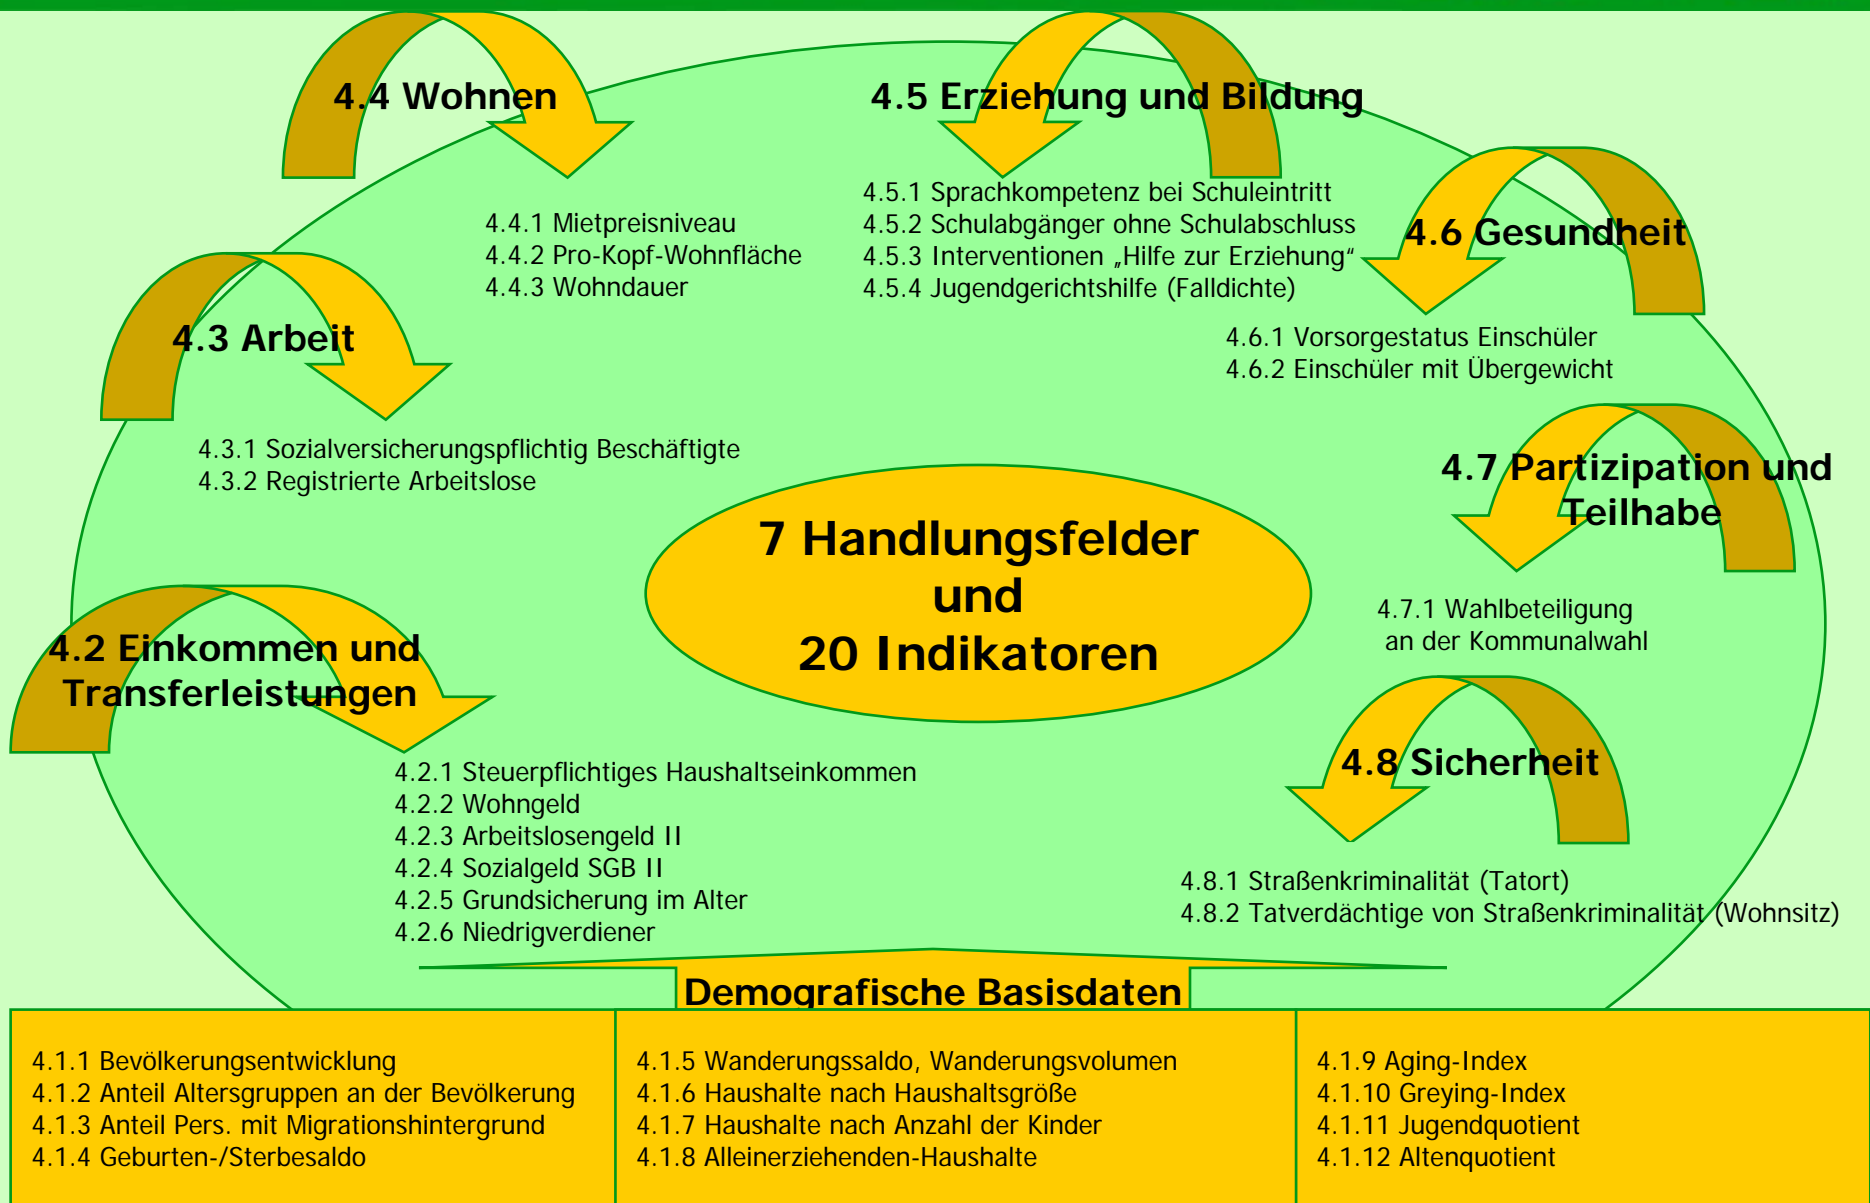 4.4 Wohnen
4.4.1 Mietpreisniveau
4.4.2 Pro-Kopf-Wohnfläche
4.4.3 Wohndauer
4.5 Erziehung und Bildung
4.5.1 Sprachkompetenz bei Schuleintritt
4.5.2 Schulabgänger ohne Schulabschluss
4.5.3 Interventionen „Hilfe zur Erziehung“
4.5.4 Jugendgerichtshilfe (Falldichte)
4.6 Gesundheit
4.6.1 Vorsorgestatus Einschüler
4.6.2 Einschüler mit Übergewicht
4.3 Arbeit
4.3.1 Sozialversicherungspflichtig Beschäftigte
4.3.2 Registrierte Arbeitslose
7 Handlungsfelder
und
20 Indikatoren
4.7 Partizipation und
Teilhabe
4.7.1 Wahlbeteiligung
an der Kommunalwahl
4.2 Einkommen und
Transferleistungen
4.2.1 Steuerpflichtiges Haushaltseinkommen
4.2.2 Wohngeld
4.2.3 Arbeitslosengeld II
4.2.4 Sozialgeld SGB II
4.2.5 Grundsicherung im Alter
4.2.6 Niedrigverdiener
4.8 Sicherheit
4.8.1 Straßenkriminalität (Tatort)
4.8.2 Tatverdächtige von Straßenkriminalität (Wohnsitz)
Demografische Basisdaten
4.1.1 Bevölkerungsentwicklung
4.1.2 Anteil Altersgruppen an der Bevölkerung
4.1.3 Anteil Pers. mit Migrationshintergrund
4.1.4 Geburten-/Sterbesaldo
4.1.5 Wanderungssaldo, Wanderungsvolumen
4.1.6 Haushalte nach Haushaltsgröße
4.1.7 Haushalte nach Anzahl der Kinder
4.1.8 Alleinerziehenden-Haushalte
4.1.9 Aging-Index
4.1.10 Greying-Index
4.1.11 Jugendquotient
4.1.12 Altenquotient